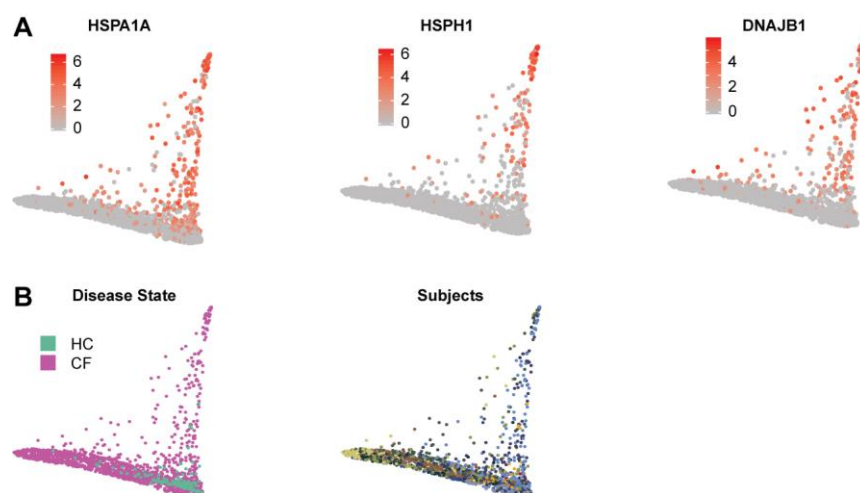 A
HSPA1A
HSPH1
DNAJB1
6
4
2
0
6
4
2
0
4
2
0
B
Disease State
Subjects
HC
CF